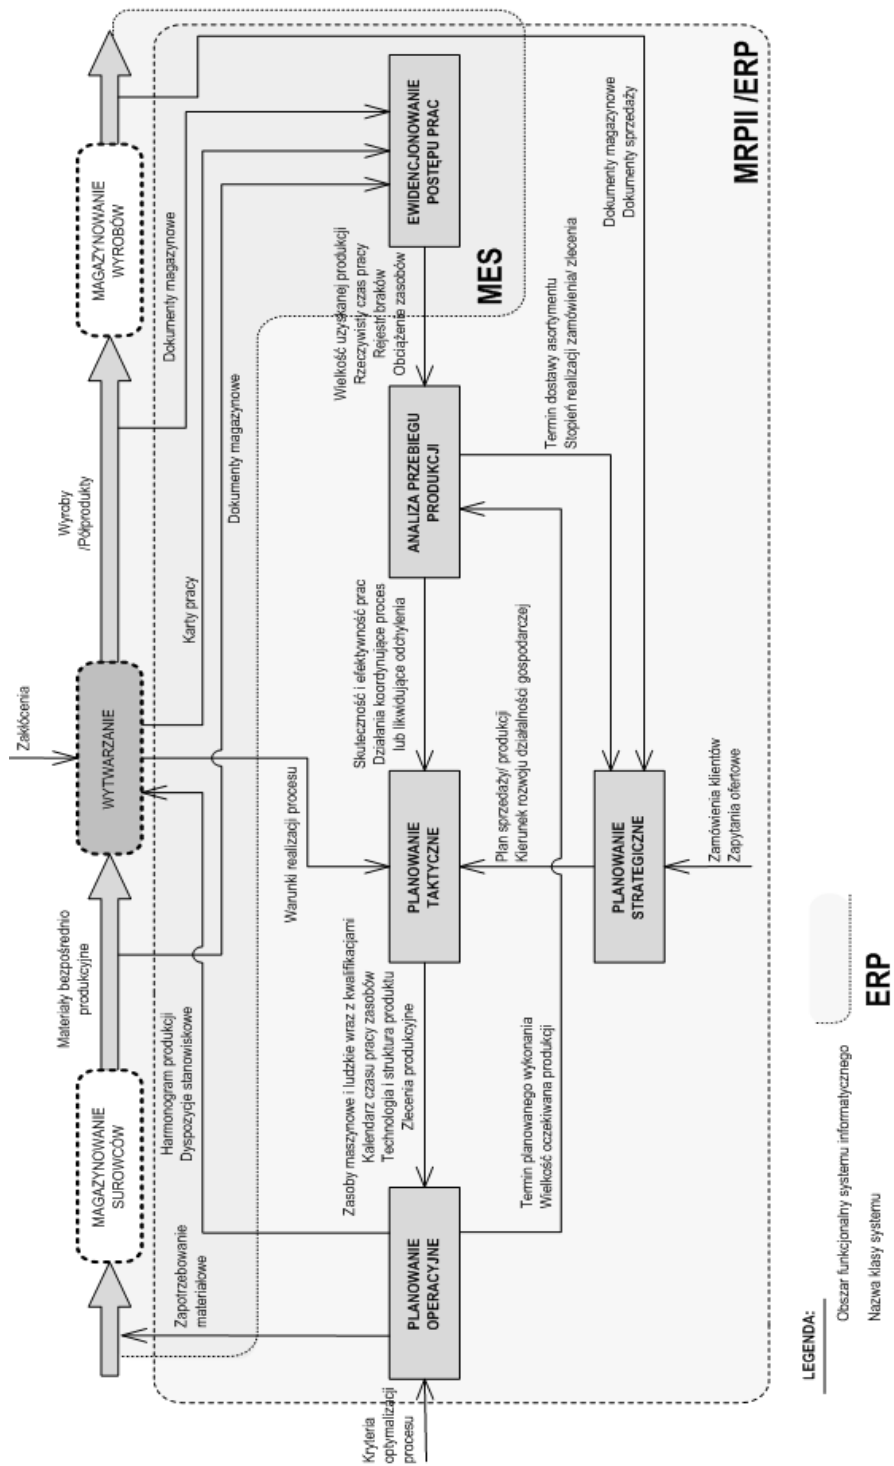 Zakłócenia
Materiały bezpośrednio
produkcyjne
Wyroby
/Półprodukty
MAGAZYNOWANIE
SUROWCÓW
WYTWARZANIE
MAGAZYNOWANIE
WYROBÓW
Zapotrzebowanie
materiałowe
Harmonogram produkcji
Dyspozycje stanowiskowe
Karty pracy
Dokumenty magazynowe
Dokumenty magazynowe
Warunki realizacji procesu
Kryteria
optymalizacji
procesu
Zasoby maszynowe i ludzkie wraz z kwalifikacjami
Kalendarz czasu pracy zasobów
Technologia i struktura produktu
Zlecenia produkcyjne
Skuteczność i efektywność prac
Działania koordynujące proces
lub likwidujące odchylenia
Wielkość uzyskanej produkcji
Rzeczywisty czas pracy
Rejestr braków
Obciążenie zasobów
PLANOWANIE
OPERACYJNE
PLANOWANIE
TAKTYCZNE
ANALIZA PRZEBIEGU
PRODUKCJI
EWIDENCJONOWANIE
POSTĘPU PRAC
MES
Termin planowanego wykonania
Wielkość oczekiwana produkcji
Plan sprzedaży/ produkcji
Kierunek rozwoju działalności gospodarczej
Termin dostawy asortymentu
Stopień realizacji zamówienia/ zlecenia
Dokumenty magazynowe
Dokumenty sprzedaży
PLANOWANIE
STRATEGICZNE
Zamówienia klientów
Zapytania ofertowe
MRPII /ERP
LEGENDA:
Obszar funkcjonalny systemu informatycznego
Nazwa klasy systemu
ERP